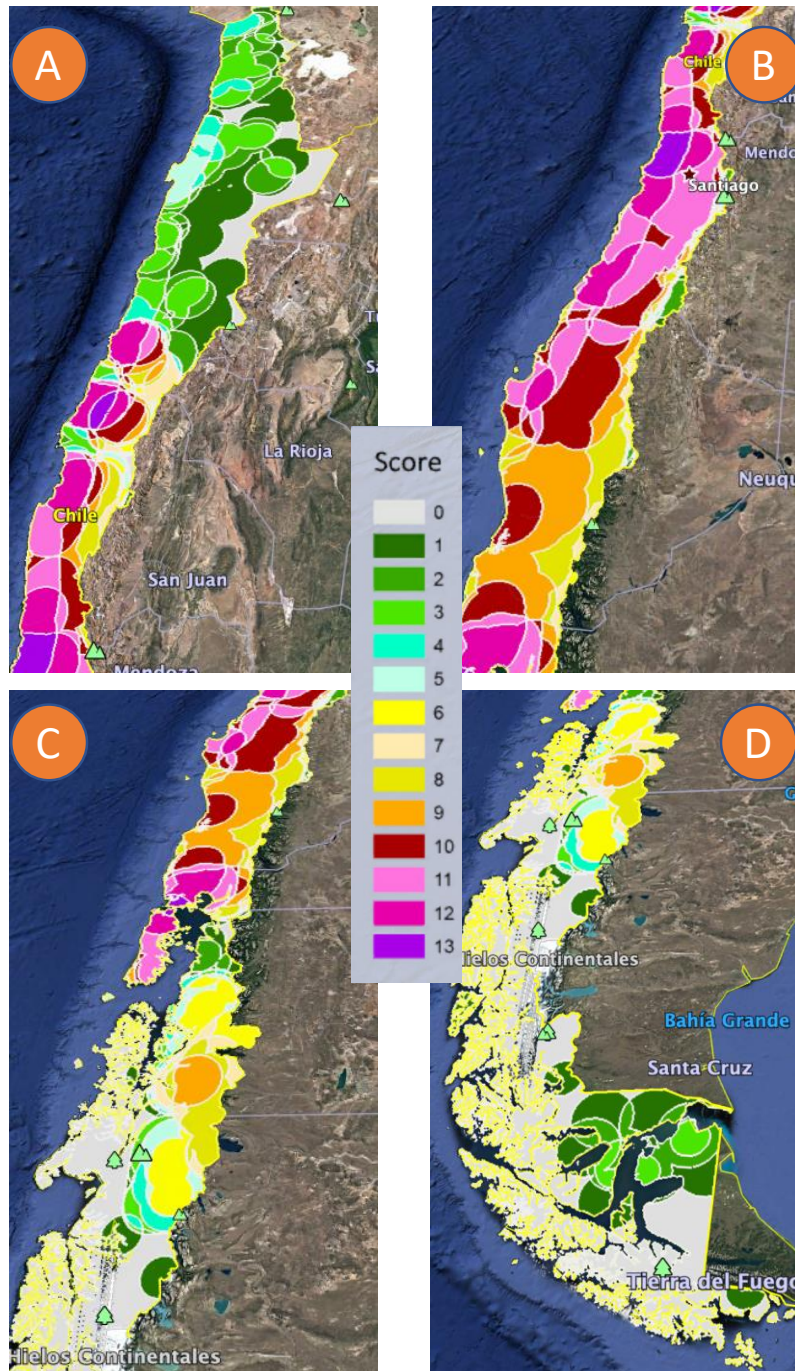 A
B
Chile
Mendo
Santiago
La Rioja
Chile
San Juan
Mendoza
Neuqu
Score
0
1
2
3
4
5
6
7
8
9
10
11
12
13
C
D
Hielos Continentales
ielos Continentales
Bahía Grande
Santa Cruz
Tierra del Fuego